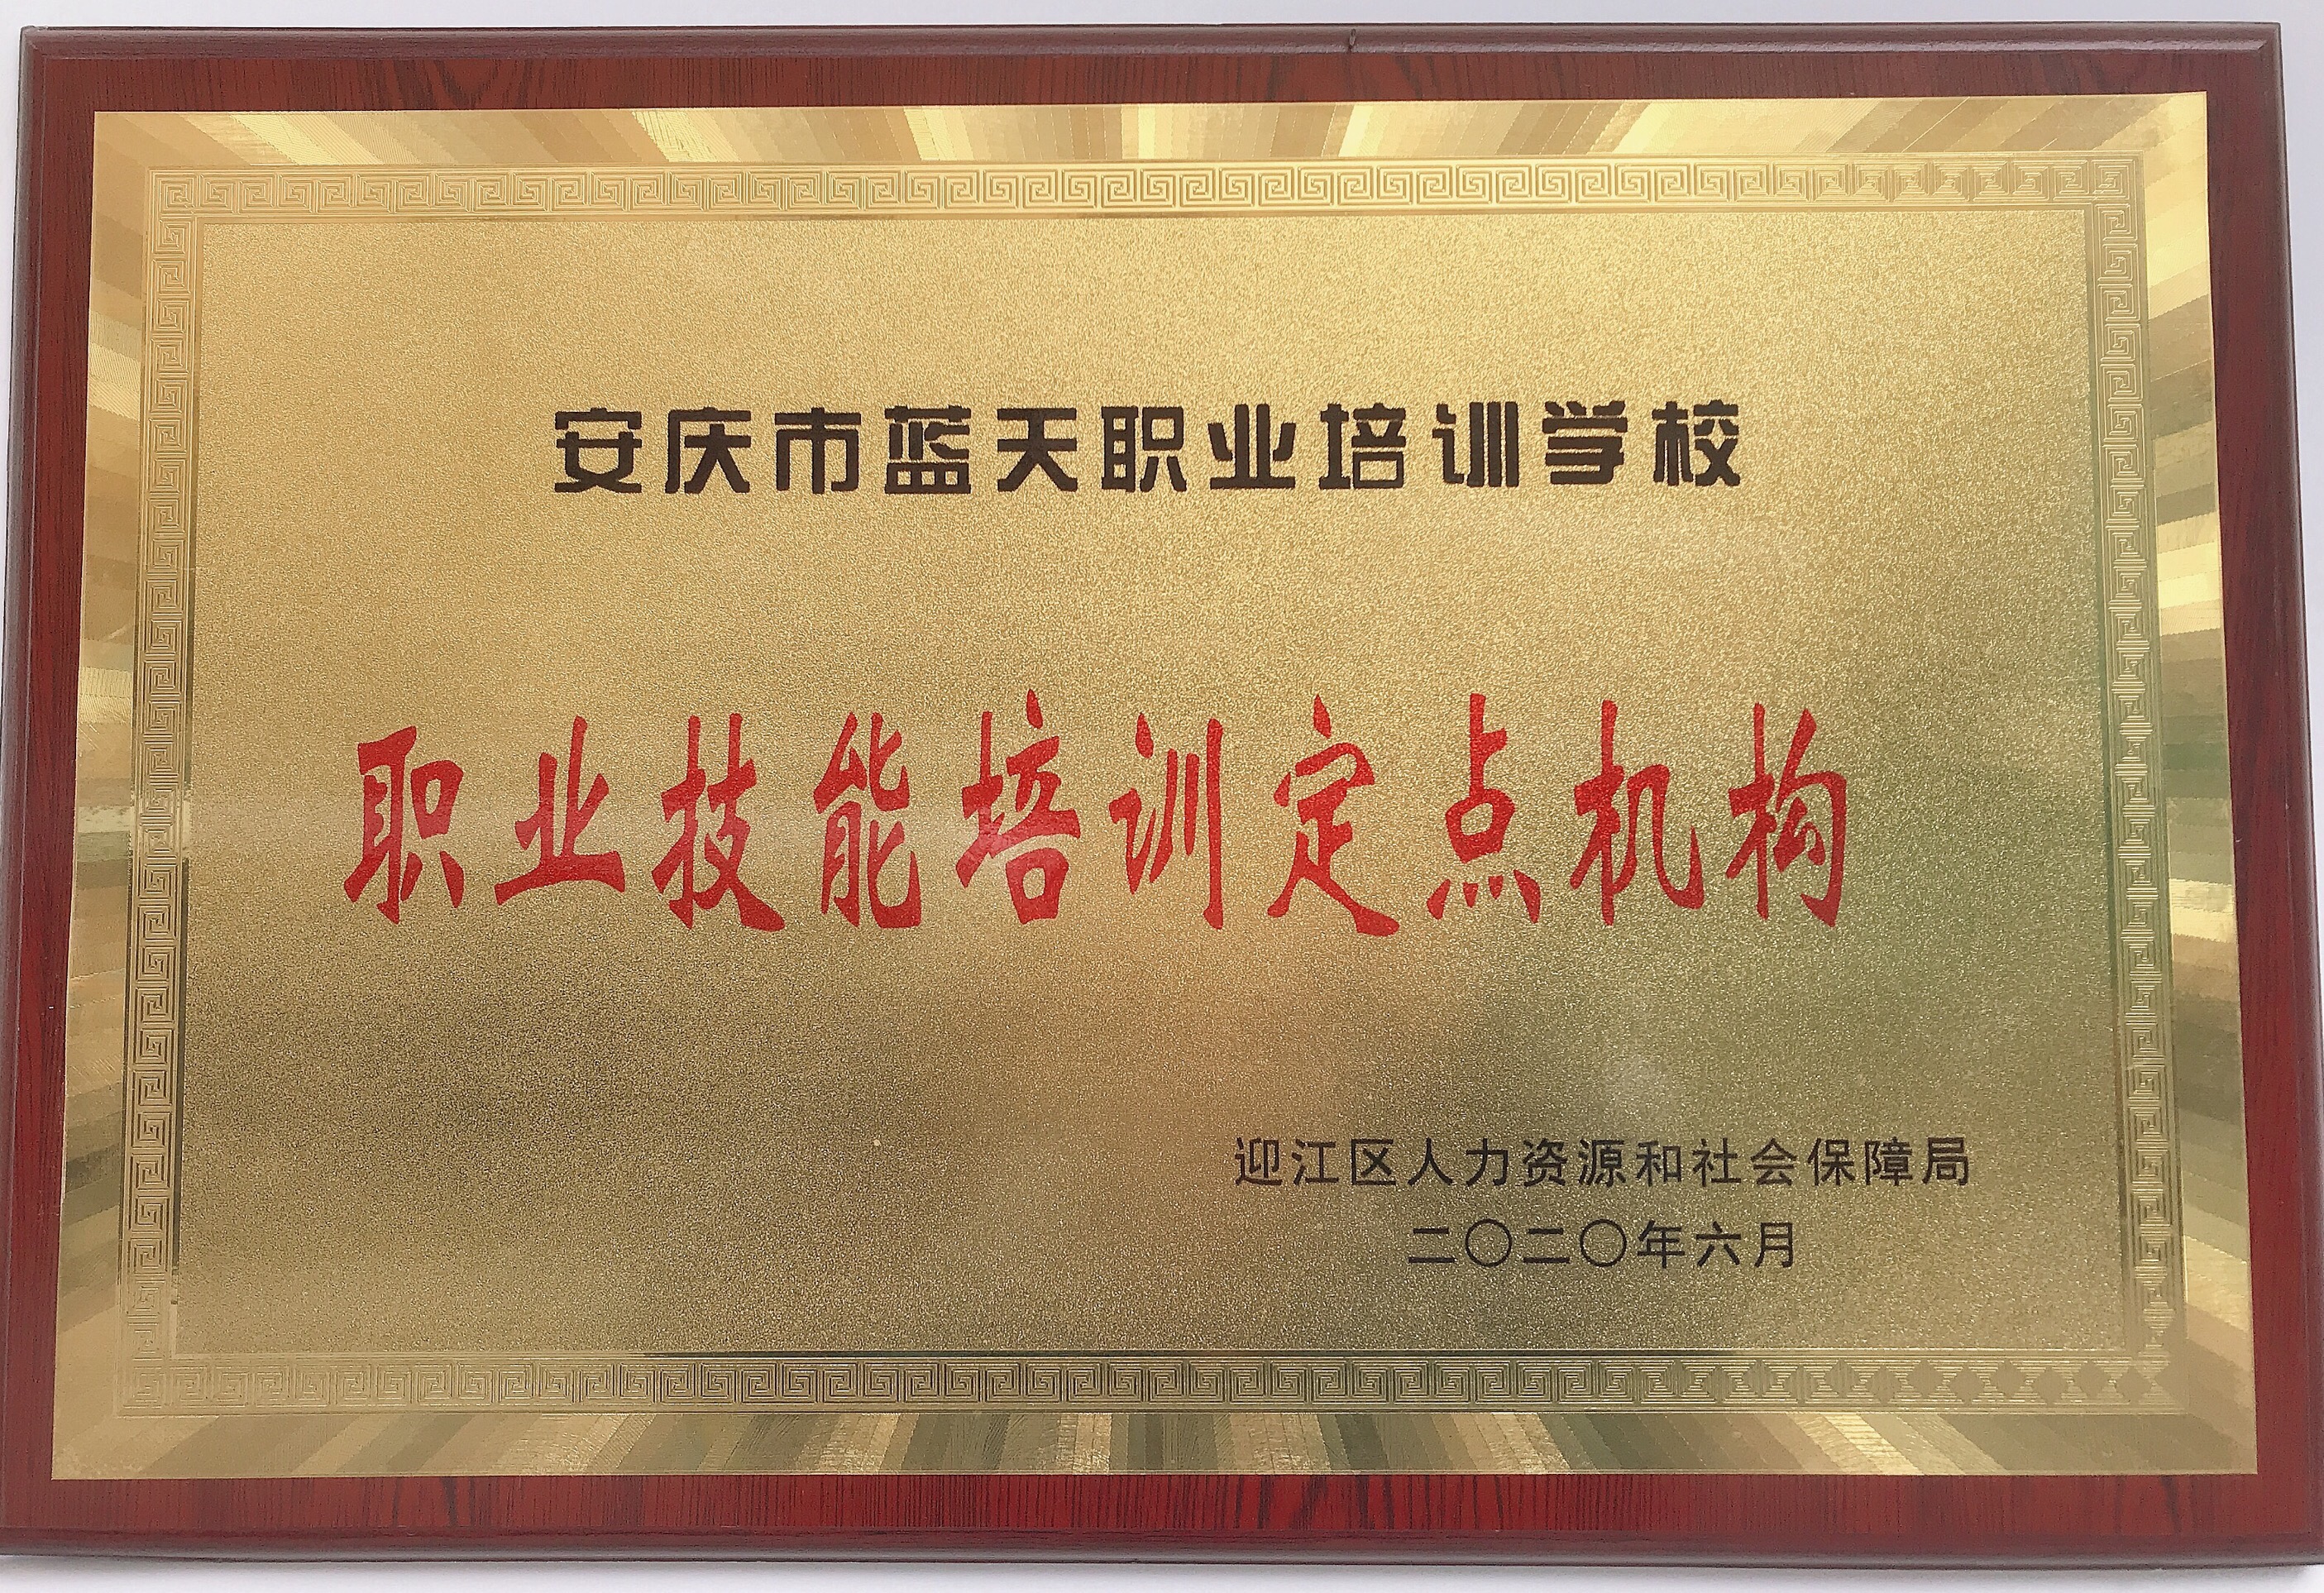 安庆市蓝天职业培训学校
职业技能培训定点机构
迎江区人力资源和社会保障局
二〇二〇年六月